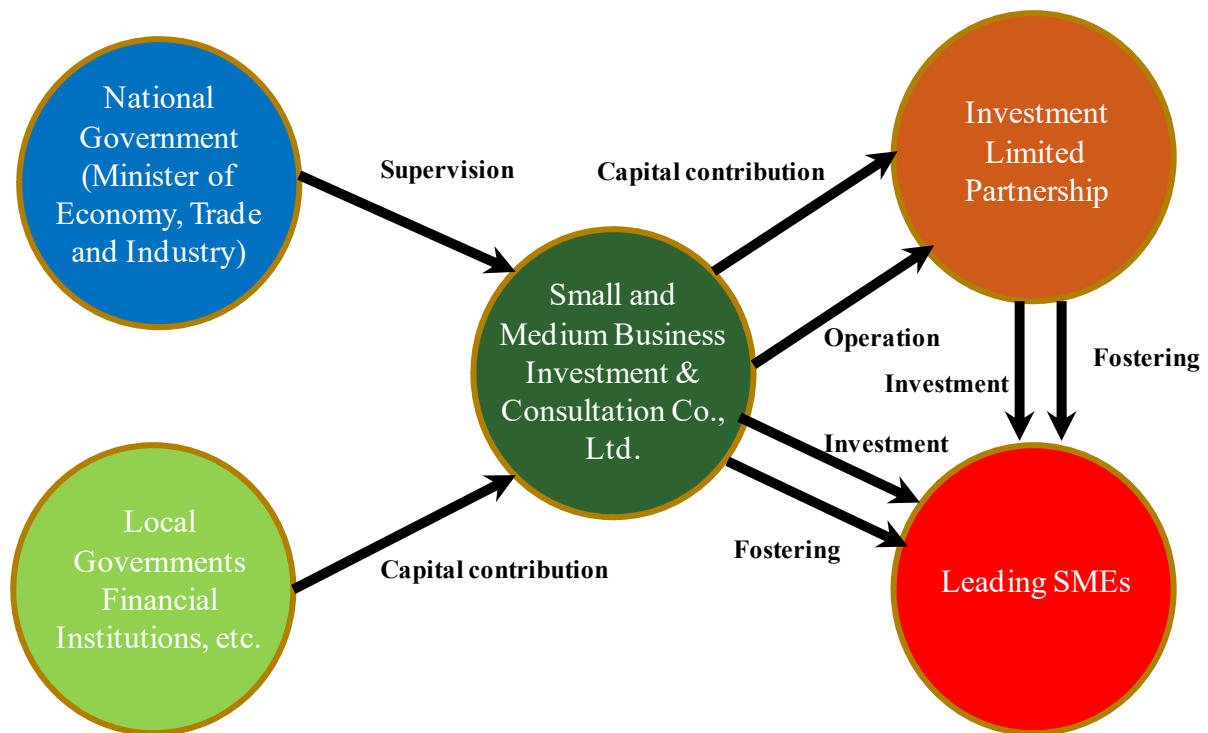 National
Government
(Minister of
Economy, Trade
and Industry)
Supervision
Capital contribution
Investment
Limited
Partnership
Small and
Medium Business
Investment &
Consultation Co.,
Ltd.
Operation
Investment
Fostering
Investment
Fostering
Local
Governments
Financial
Institutions, etc.
Capital contribution
Leading SMEs